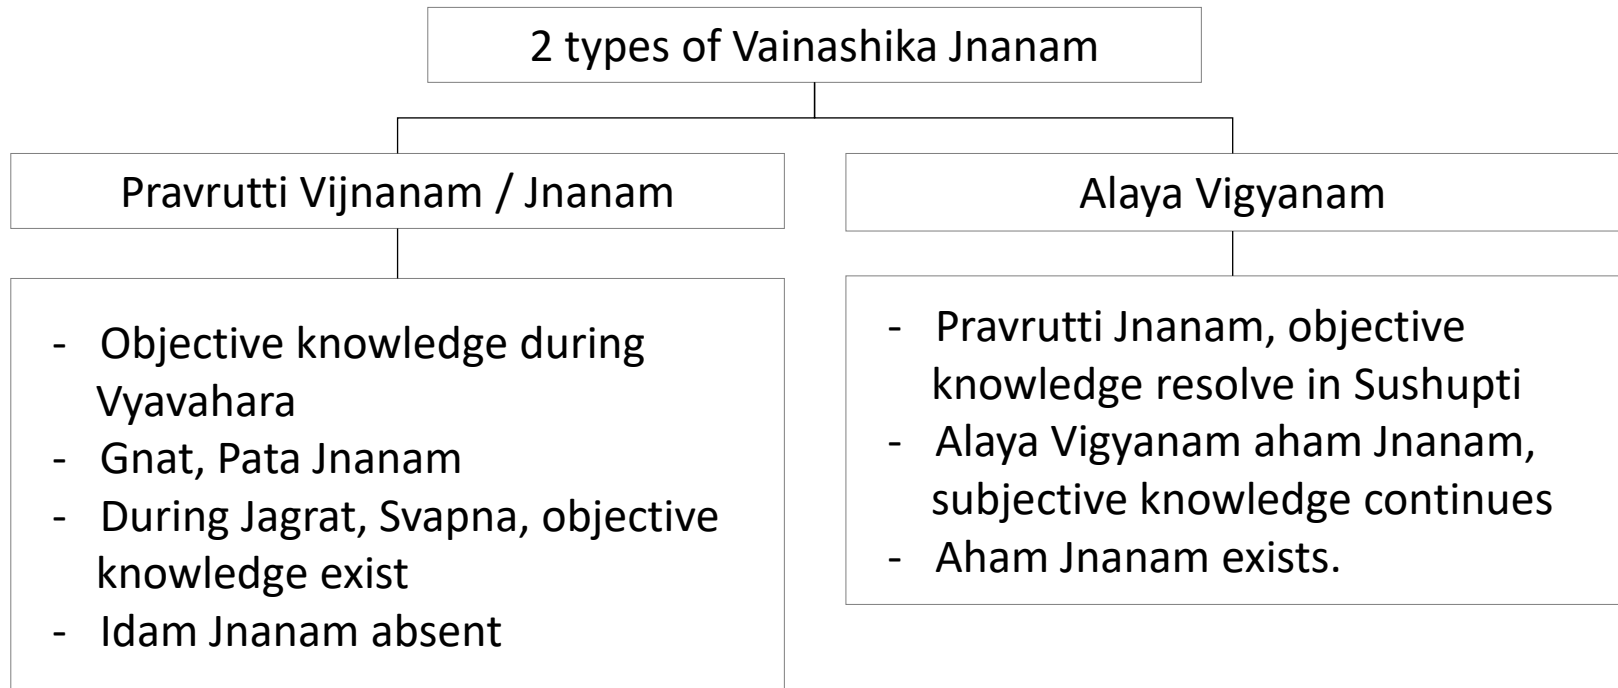 2 types of Vainashika Jnanam
Pravrutti Vijnanam / Jnanam
- Objective knowledge during
Vyavahara
- Gnat, Pata Jnanam
- During Jagrat, Svapna, objective
knowledge exist
- Idam Jnanam absent
Alaya Vigyanam
- Pravrutti Jnanam, objective
knowledge resolve in Sushupti
- Alaya Vigyanam aham Jnanam,
subjective knowledge continues
- Aham Jnanam exists.